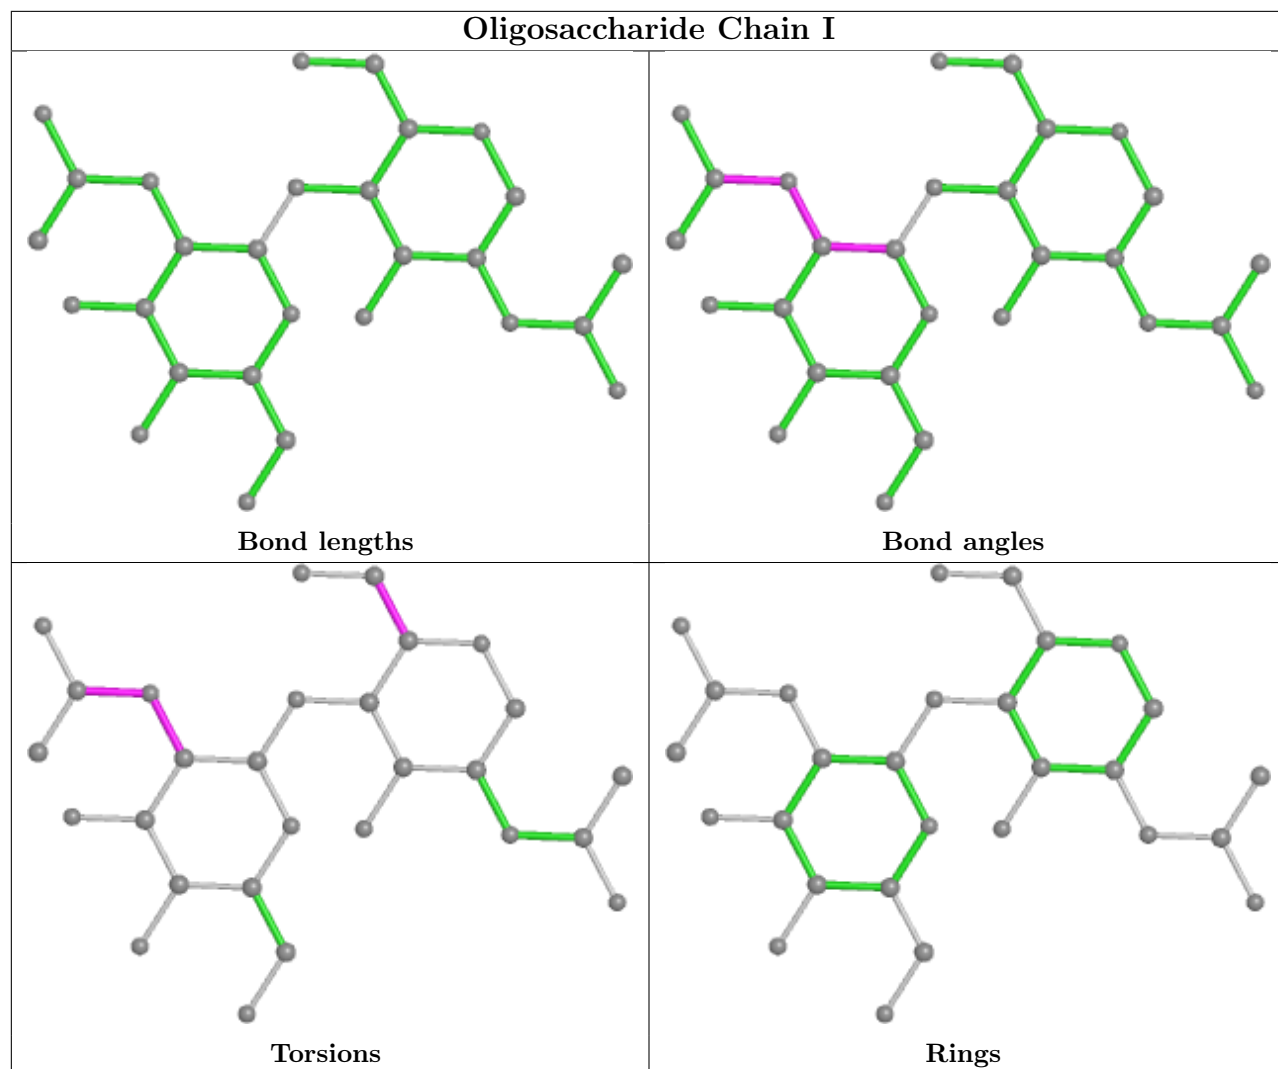 Oligosaccharide Chain I
Bond lengths
Bond angles
Torsions
Rings